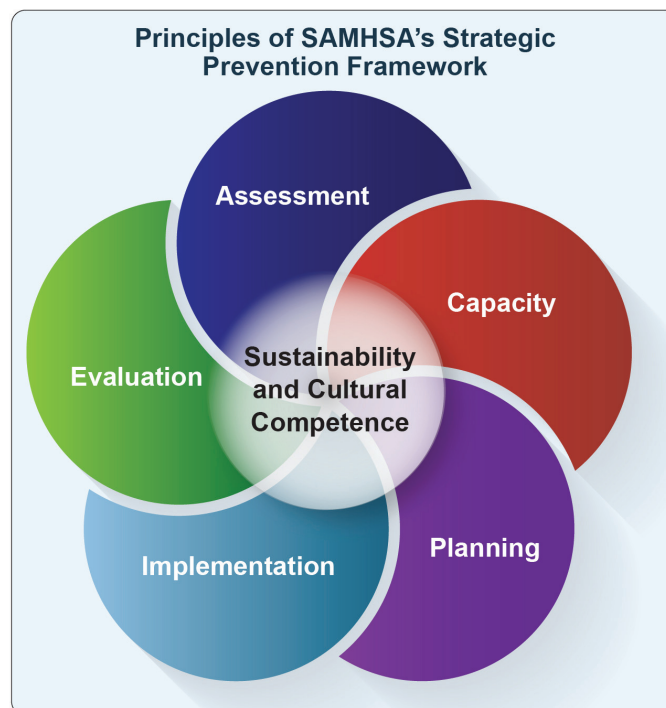 Principles of SAMHSA’s Strategic
Prevention Framework
Assessment
Capacity
Planning
Implementation
Evaluation
Sustainability
and Cultural
Competence